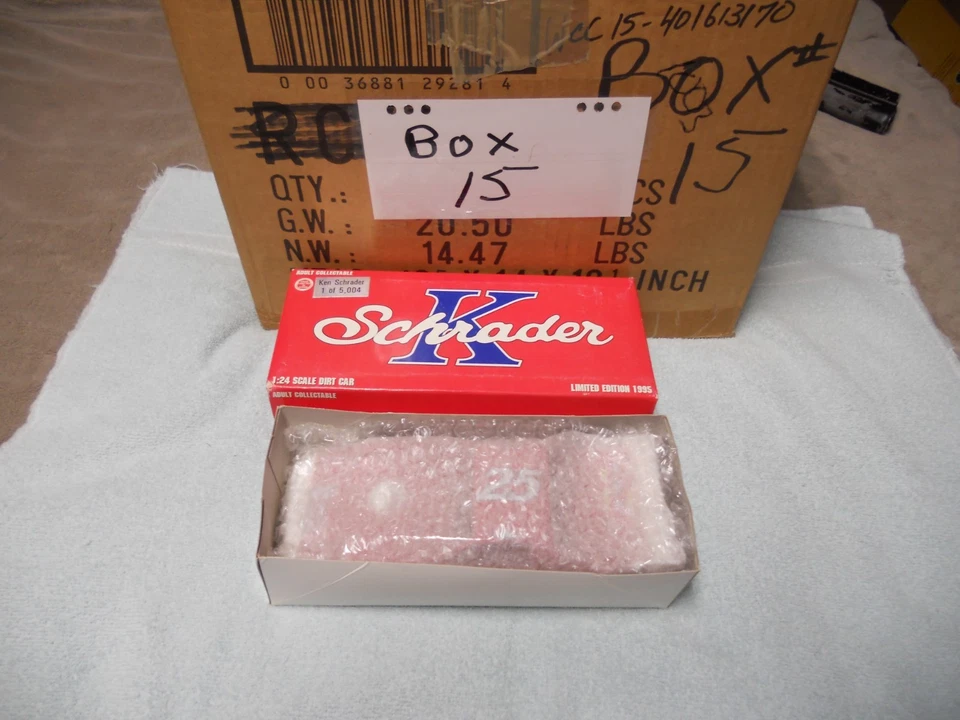 15-401613170
0 00 36881 29281 4
BOX#
15
BOX
15
RC
QTY.:
CS
G.W.: 20.50 LBS
N.W.: 14.47 LBS
INCH
ADULT COLLECTABLE
Ken Schrader
1 of 5,004
K
Schrader
1:24 SCALE DIRT CAR
LIMITED EDITION 1995
ADULT COLLECTABLE
25